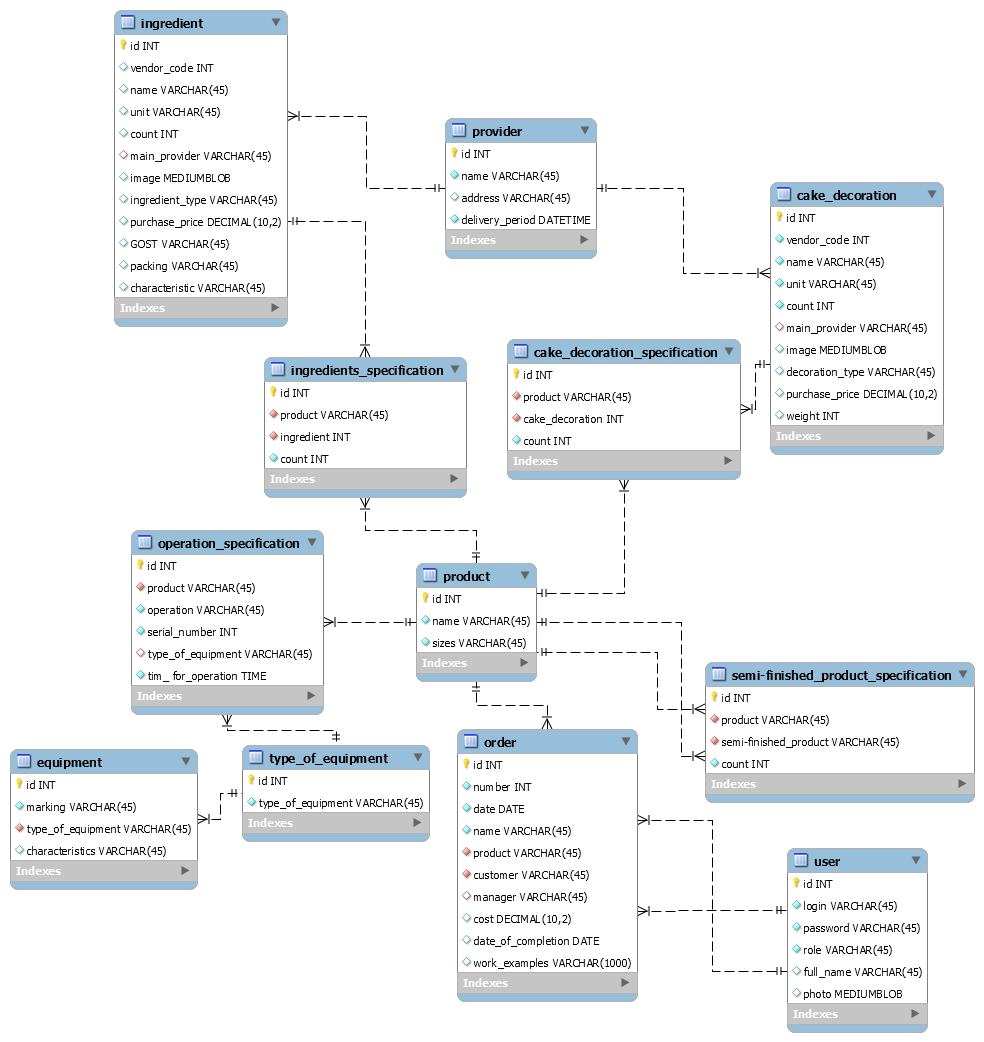 ingredient
id INT
vendor_code INT
name VARCHAR(45)
unit VARCHAR(45)
count INT
main_provider VARCHAR(45)
image MEDIUMBLOB
ingredient_type VARCHAR(45)
purchase_price DECIMAL(10,2)
GOST VARCHAR(45)
packing VARCHAR(45)
characteristic VARCHAR(45)
Indexes
provider
id INT
name VARCHAR(45)
address VARCHAR(45)
delivery_period DATETIME
Indexes
cake_decoration
id INT
vendor_code INT
name VARCHAR(45)
unit VARCHAR(45)
count INT
main_provider VARCHAR(45)
image MEDIUMBLOB
decoration_type VARCHAR(45)
purchase_price DECIMAL(10,2)
weight INT
Indexes
ingredients_specification
id INT
product VARCHAR(45)
ingredient INT
count INT
Indexes
cake_decoration_specification
id INT
product VARCHAR(45)
cake_decoration INT
count INT
Indexes
operation_specification
id INT
product VARCHAR(45)
operation VARCHAR(45)
serial_number INT
type_of_equipment VARCHAR(45)
tim_ for_operation TIME
Indexes
product
id INT
name VARCHAR(45)
sizes VARCHAR(45)
Indexes
semi-finished_product_specification
id INT
product VARCHAR(45)
semi-finished_product VARCHAR(45)
count INT
Indexes
equipment
id INT
marking VARCHAR(45)
type_of_equipment VARCHAR(45)
characteristics VARCHAR(45)
Indexes
type_of_equipment
id INT
type_of_equipment VARCHAR(45)
Indexes
order
id INT
number INT
date DATE
name VARCHAR(45)
product VARCHAR(45)
customer VARCHAR(45)
manager VARCHAR(45)
cost DECIMAL(10,2)
date_of_completion DATE
work_examples VARCHAR(1000)
Indexes
user
id INT
login VARCHAR(45)
password VARCHAR(45)
role VARCHAR(45)
full_name VARCHAR(45)
photo MEDIUMBLOB
Indexes